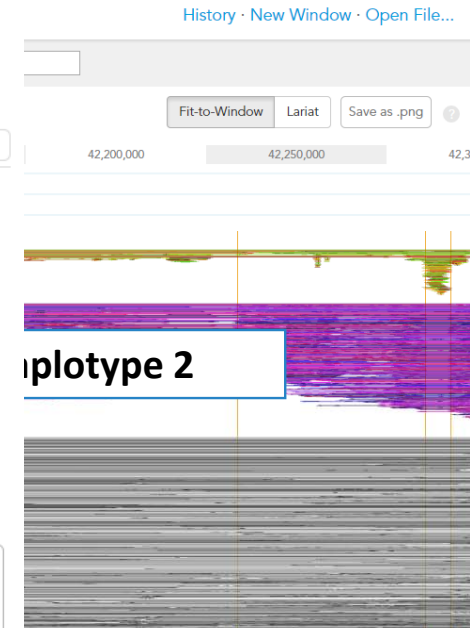 History · New Window · Open File...
Fit-to-Window Lariat Save as .png ?
42,200,000 42,250,000 42,3
plotype 2